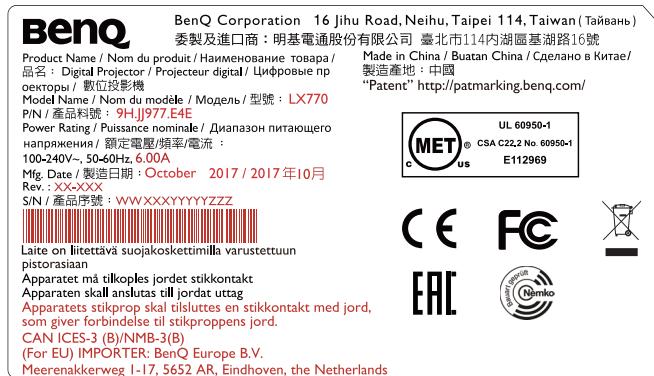 BenQ
BenQ Corporation 16 Jihu Road, Neihu, Taipei 114, Taiwan ( Тайвань )
委製及進口商：明基電通股份有限公司 臺北市114內湖區基湖路16號
Product Name / Nom du produit / Наименование товара /
品名： Digital Projector / Projecteur digital / Цифровые пр
оекторы / 數位投影機
Model Name / Nom du modèle / Модель / 型號： LX770
P/N / 產品料號： 9H.JJ977.E4E
Power Rating / Puissance nominale / Диапазон питающего
напряжения / 額定電壓/頻率/電流：
100-240V~, 50-60Hz, 6.00A
Mfg. Date / 製造日期：October 2017 / 2017 年10月
Rev. : XX-XXX
S/N / 產品序號： WWXXXYYYYYZZZ
Made in China / Buatan China / Сделано в Китае/
製造產地：中國
“Patent” http://patmarking.benq.com/
MET
®
C US
UL 60950-1
CSA C22.2 No. 60950-1
E112969
CE FC
EAC
Bauart geprüft
Nemko
Laite on liitettävä suojakoskettimilla varustettuun
pistorasiaan
Apparatet må tilkoples jordet stikkontakt
Apparaten skall anslutas till jordat uttag
Apparatets stikprop skal tilsluttes en stikkontakt med jord,
som giver forbindelse til stikproppens jord.
CAN ICES-3 (B)/NMB-3(B)
(For EU) IMPORTER: BenQ Europe B.V.
Meerenakkerweg 1-17, 5652 AR, Eindhoven, the Netherlands